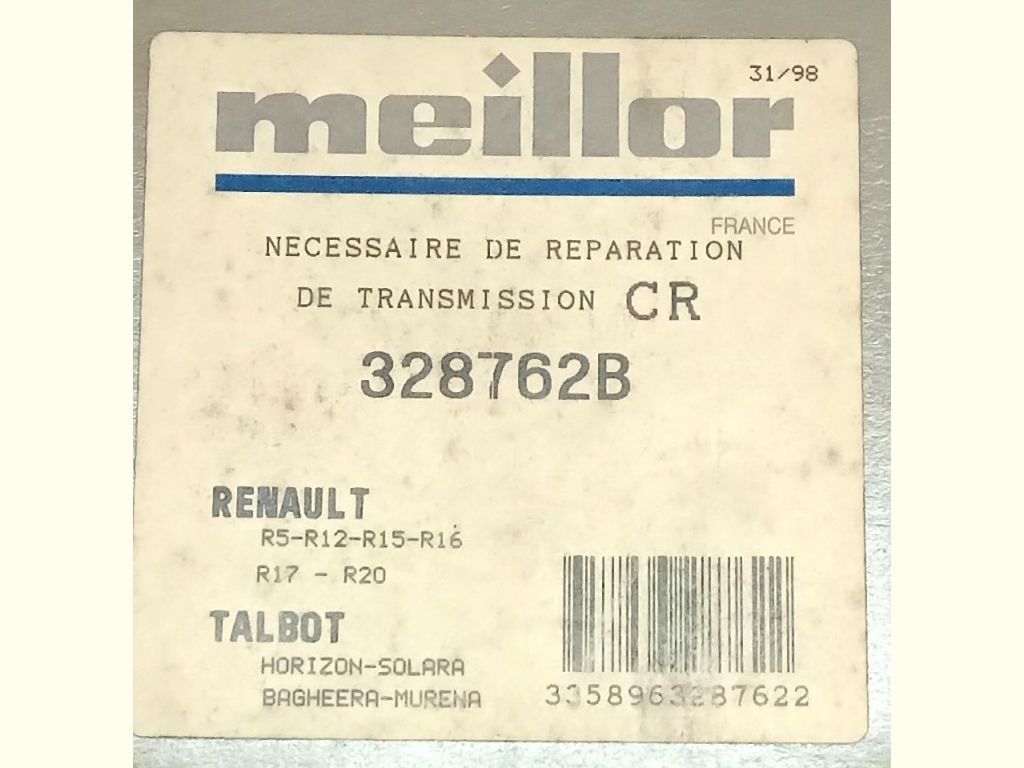 31/98
meillor
FRANCE
NECESSAIRE DE REPARATION
DE TRANSMISSION CR
328762B
RENAULT
R5-R12-R15-R16
R17 - R20
TALBOT
HORIZON-SOLARA
BAGHEERA-MURENA
3358963287622